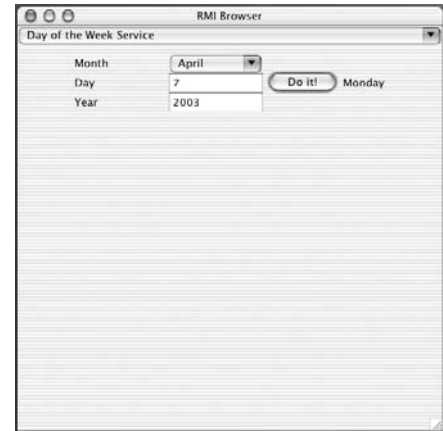 RMI Browser
Day of the Week Service
Month April
Day 7 Do it! Monday
Year 2003